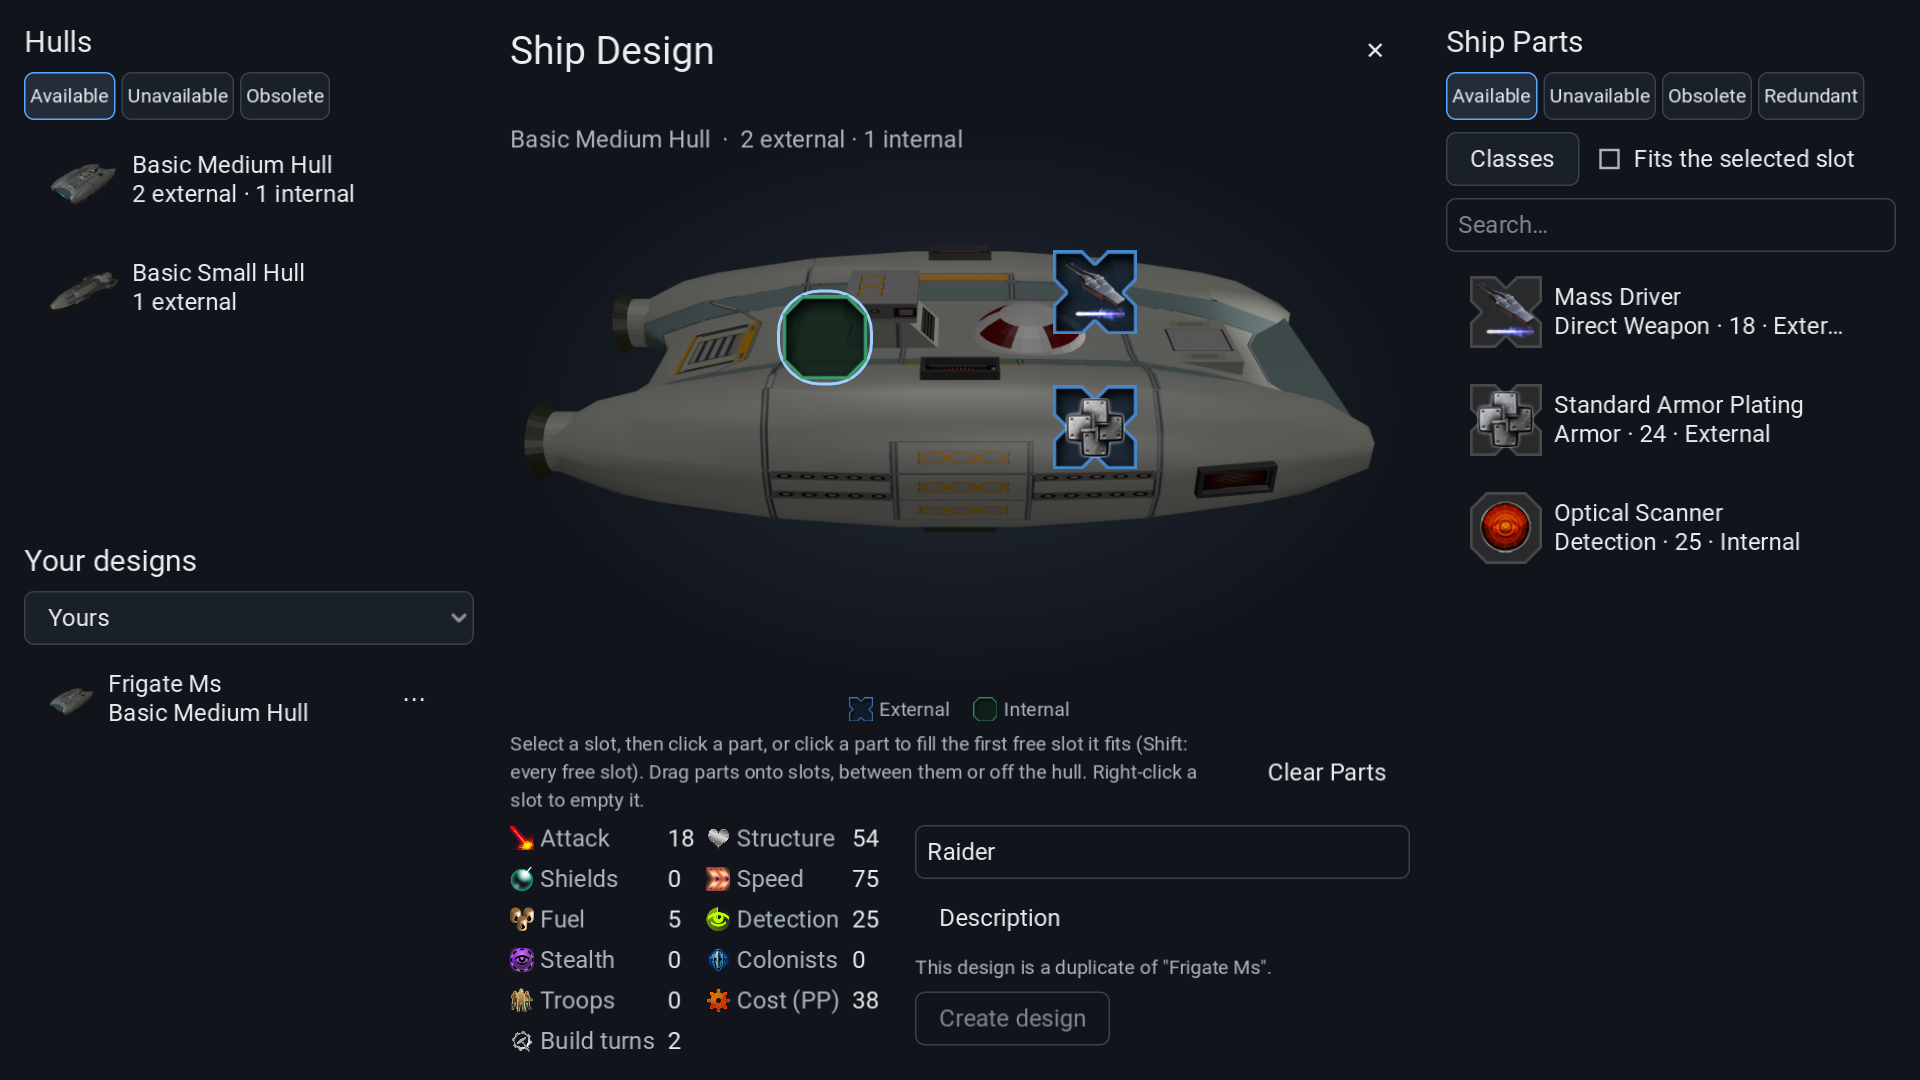 Hulls
Available
Unavailable
Obsolete
Basic Medium Hull
2 external · 1 internal
Basic Small Hull
1 external
Your designs
Yours
Frigate Ms
Basic Medium Hull
...
Ship Design
×
Basic Medium Hull · 2 external · 1 internal
External
Internal
Select a slot, then click a part, or click a part to fill the first free slot it fits (Shift:
every free slot). Drag parts onto slots, between them or off the hull. Right-click a
slot to empty it.
Clear Parts
Attack 18
Structure 54
Shields 0
Speed 75
Fuel 5
Detection 25
Stealth 0
Colonists 0
Troops 0
Cost (PP) 38
Build turns 2
Raider
Description
This design is a duplicate of "Frigate Ms".
Create design
Ship Parts
Available
Unavailable
Obsolete
Redundant
Classes
Fits the selected slot
Search...
Mass Driver
Direct Weapon · 18 · Exter...
Standard Armor Plating
Armor · 24 · External
Optical Scanner
Detection · 25 · Internal